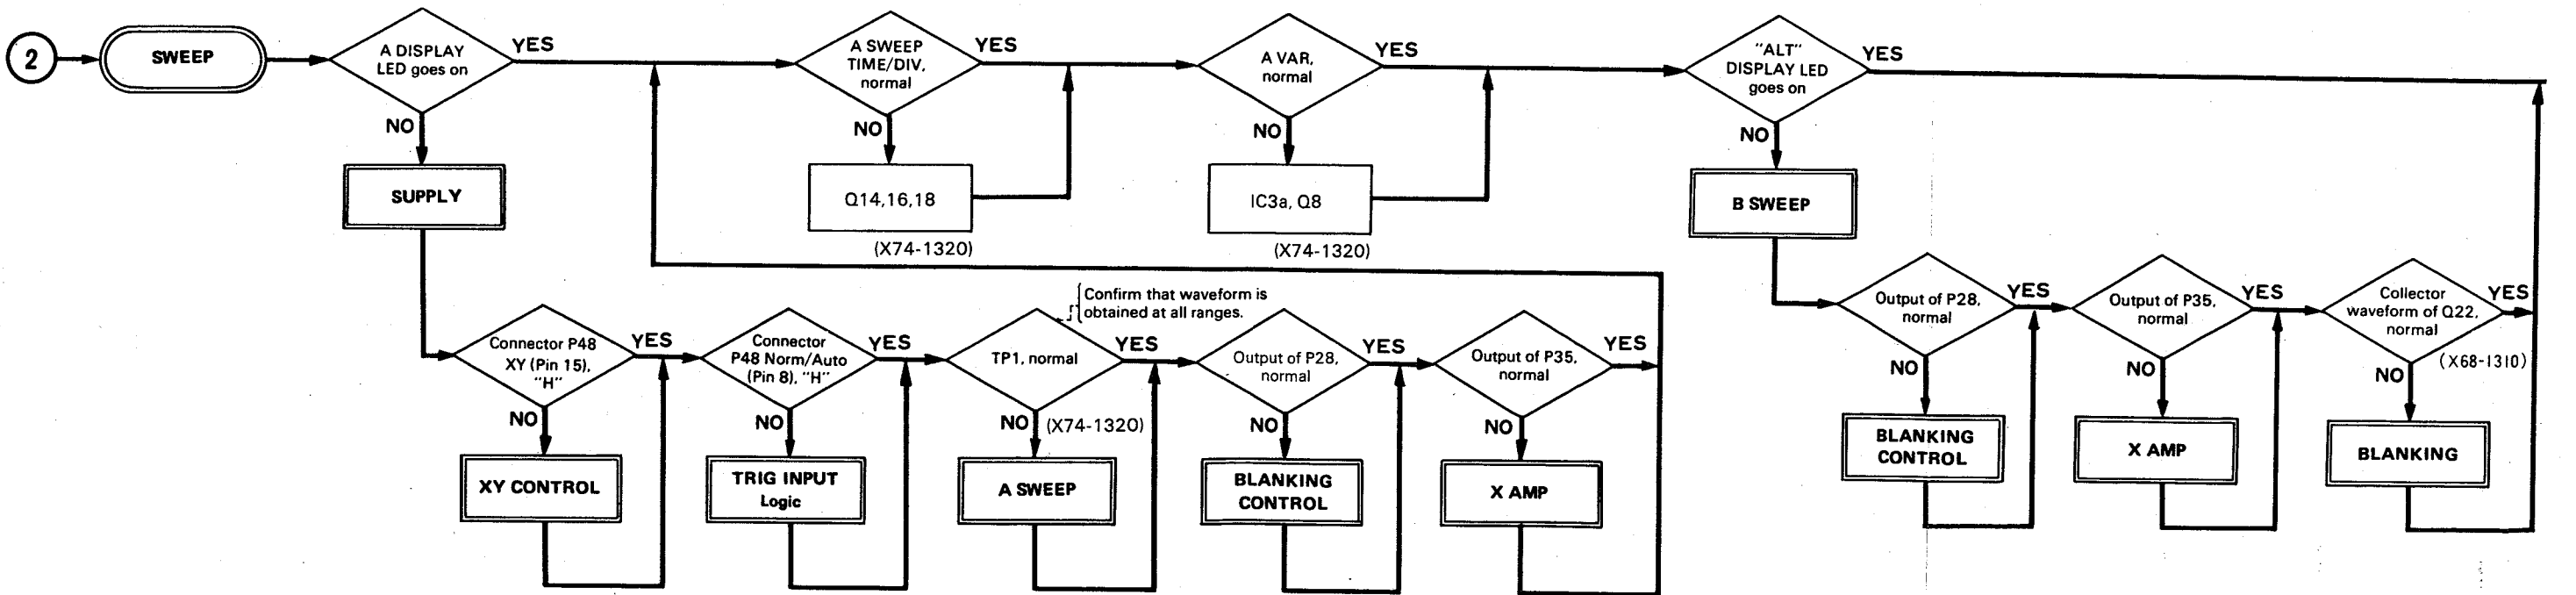 2
SWEEP
A DISPLAY
LED goes on
YES
NO
SUPPLY
A SWEEP
TIME/DIV,
normal
YES
NO
Q14,16,18
(X74-1320)
A VAR,
normal
YES
NO
IC3a, Q8
(X74-1320)
"ALT"
DISPLAY LED
goes on
YES
NO
B SWEEP
Connector P48
XY (Pin 15),
"H"
YES
NO
XY CONTROL
Connector
P48 Norm/Auto
(Pin 8), "H"
YES
NO
TRIG INPUT
Logic
Confirm that waveform is
obtained at all ranges.
TP1, normal
YES
NO
(X74-1320)
A SWEEP
Output of P28,
normal
YES
NO
BLANKING
CONTROL
Output of P35,
normal
YES
NO
X AMP
Output of P28,
normal
YES
NO
BLANKING
CONTROL
Output of P35,
normal
YES
NO
X AMP
Collector
waveform of Q22,
normal
YES
NO
(X68-1310)
BLANKING